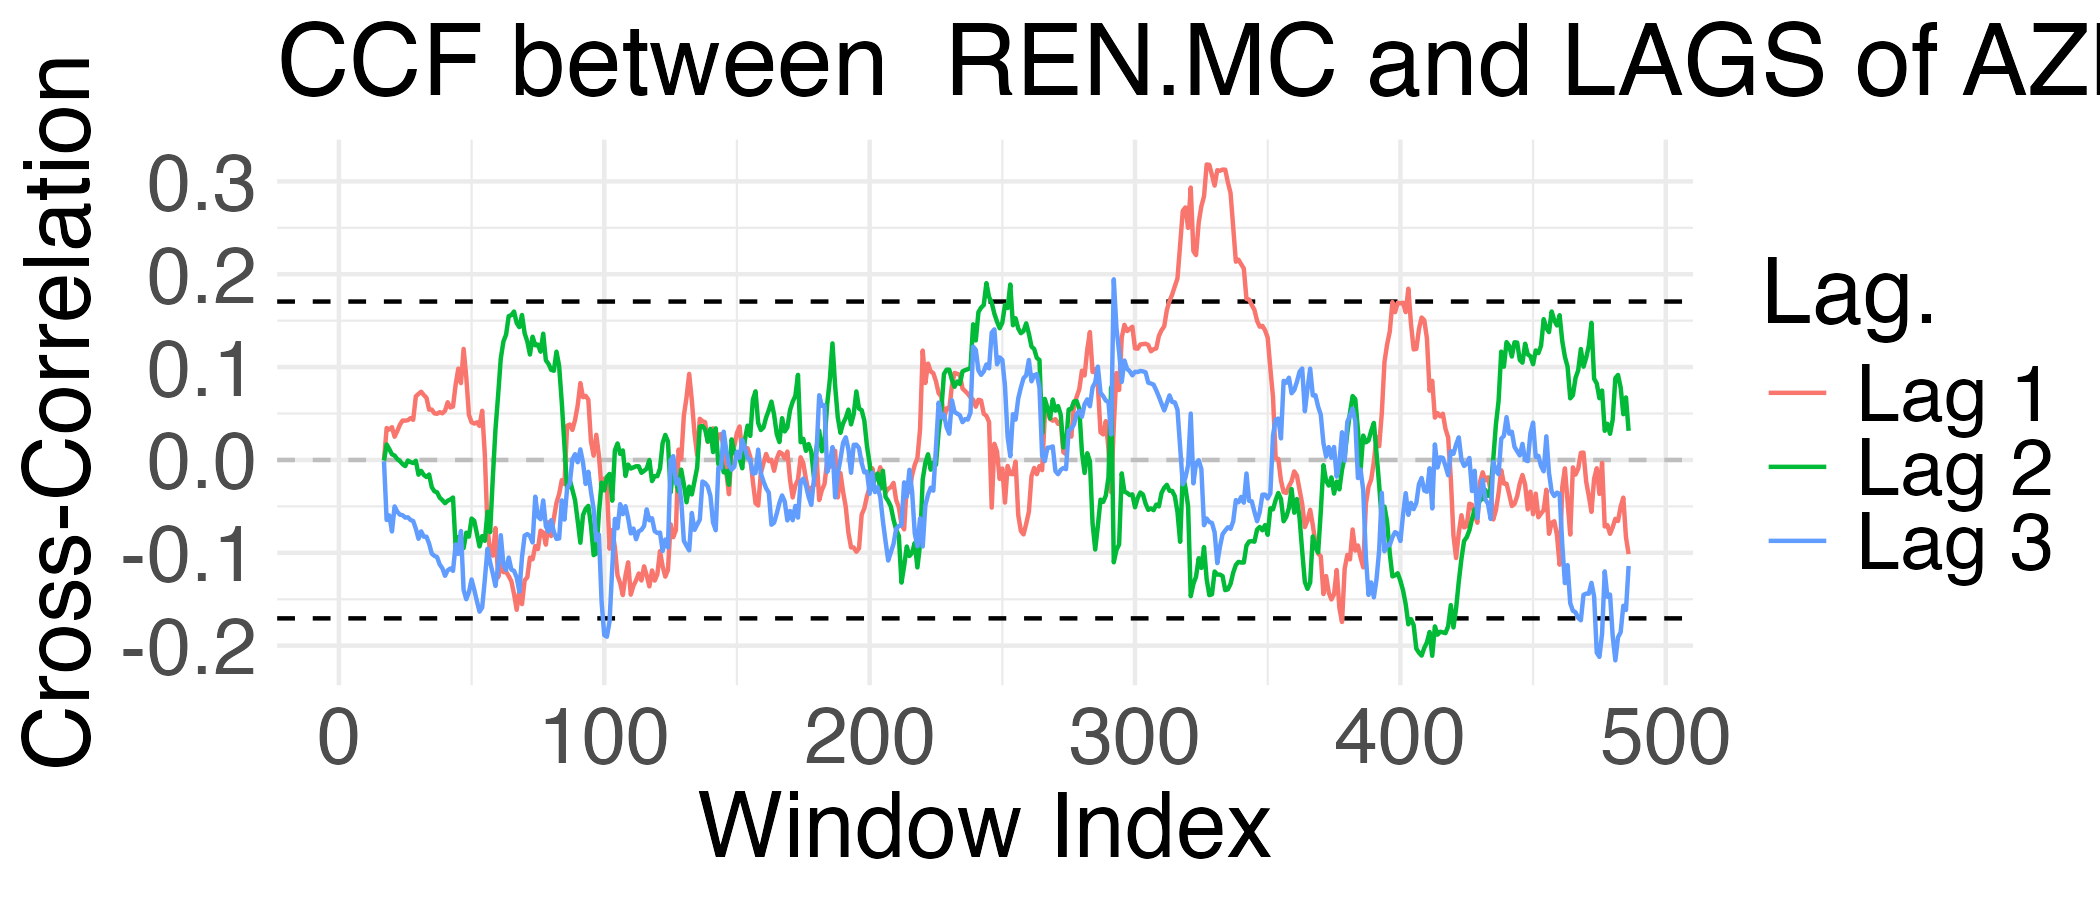 CCF between REN.MC and LAGS of AZ
Cross-Correlation
0.3
0.2
0.1
0.0
-0.1
-0.2
0
100
200
300
400
500
Window Index
Lag.
Lag 1
Lag 2
Lag 3